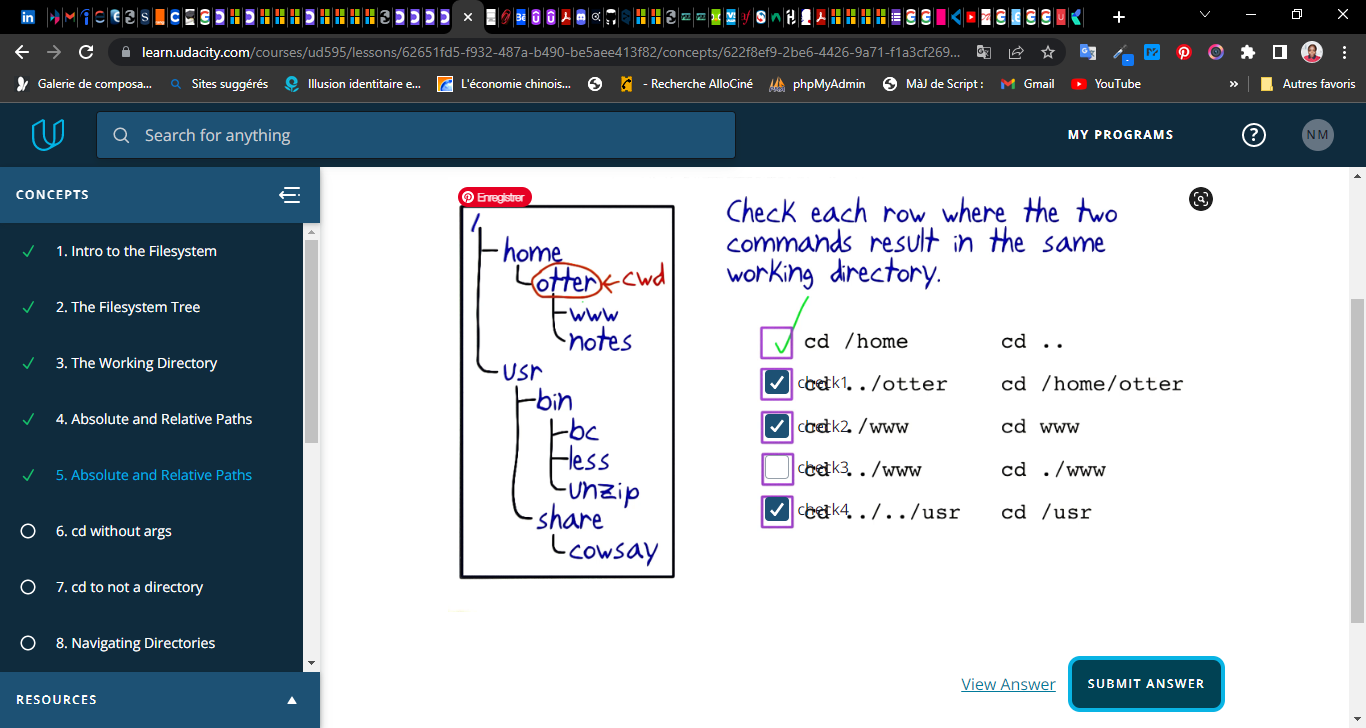 learn.udacity.com/courses/ud595/lessons/62651fd5-f932-487a-b490-be5aee413f82/concepts/622f8ef9-2be6-4426-9a71-f1a3cf269...
Galerie de composa... Sites suggérés Illusion identitaire e... L'économie chinois... - Recherche AlloCiné phpMyAdmin MàJ de Script : Gmail YouTube » Autres favoris
Search for anything
MY PROGRAMS
?
NM
CONCEPTS
1. Intro to the Filesystem
2. The Filesystem Tree
3. The Working Directory
4. Absolute and Relative Paths
5. Absolute and Relative Paths
6. cd without args
7. cd to not a directory
8. Navigating Directories
RESOURCES
Enregistrer
/
home
otter cwd
www
notes
usr
bin
bc
less
unzip
share
cowsay
Check each row where the two
commands result in the same
working directory.
cd /home cd ..
check1 cd ../otter cd /home/otter
check2 cd ./www cd www
check3 cd ../www cd ./www
check4 cd ../../usr cd /usr
View Answer
SUBMIT ANSWER